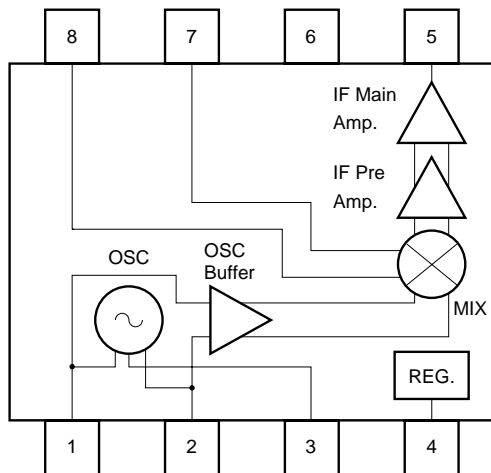 8
7
6
5
IF Main
Amp.
IF Pre
Amp.
OSC
OSC
Buffer
MIX
REG.
1
2
3
4